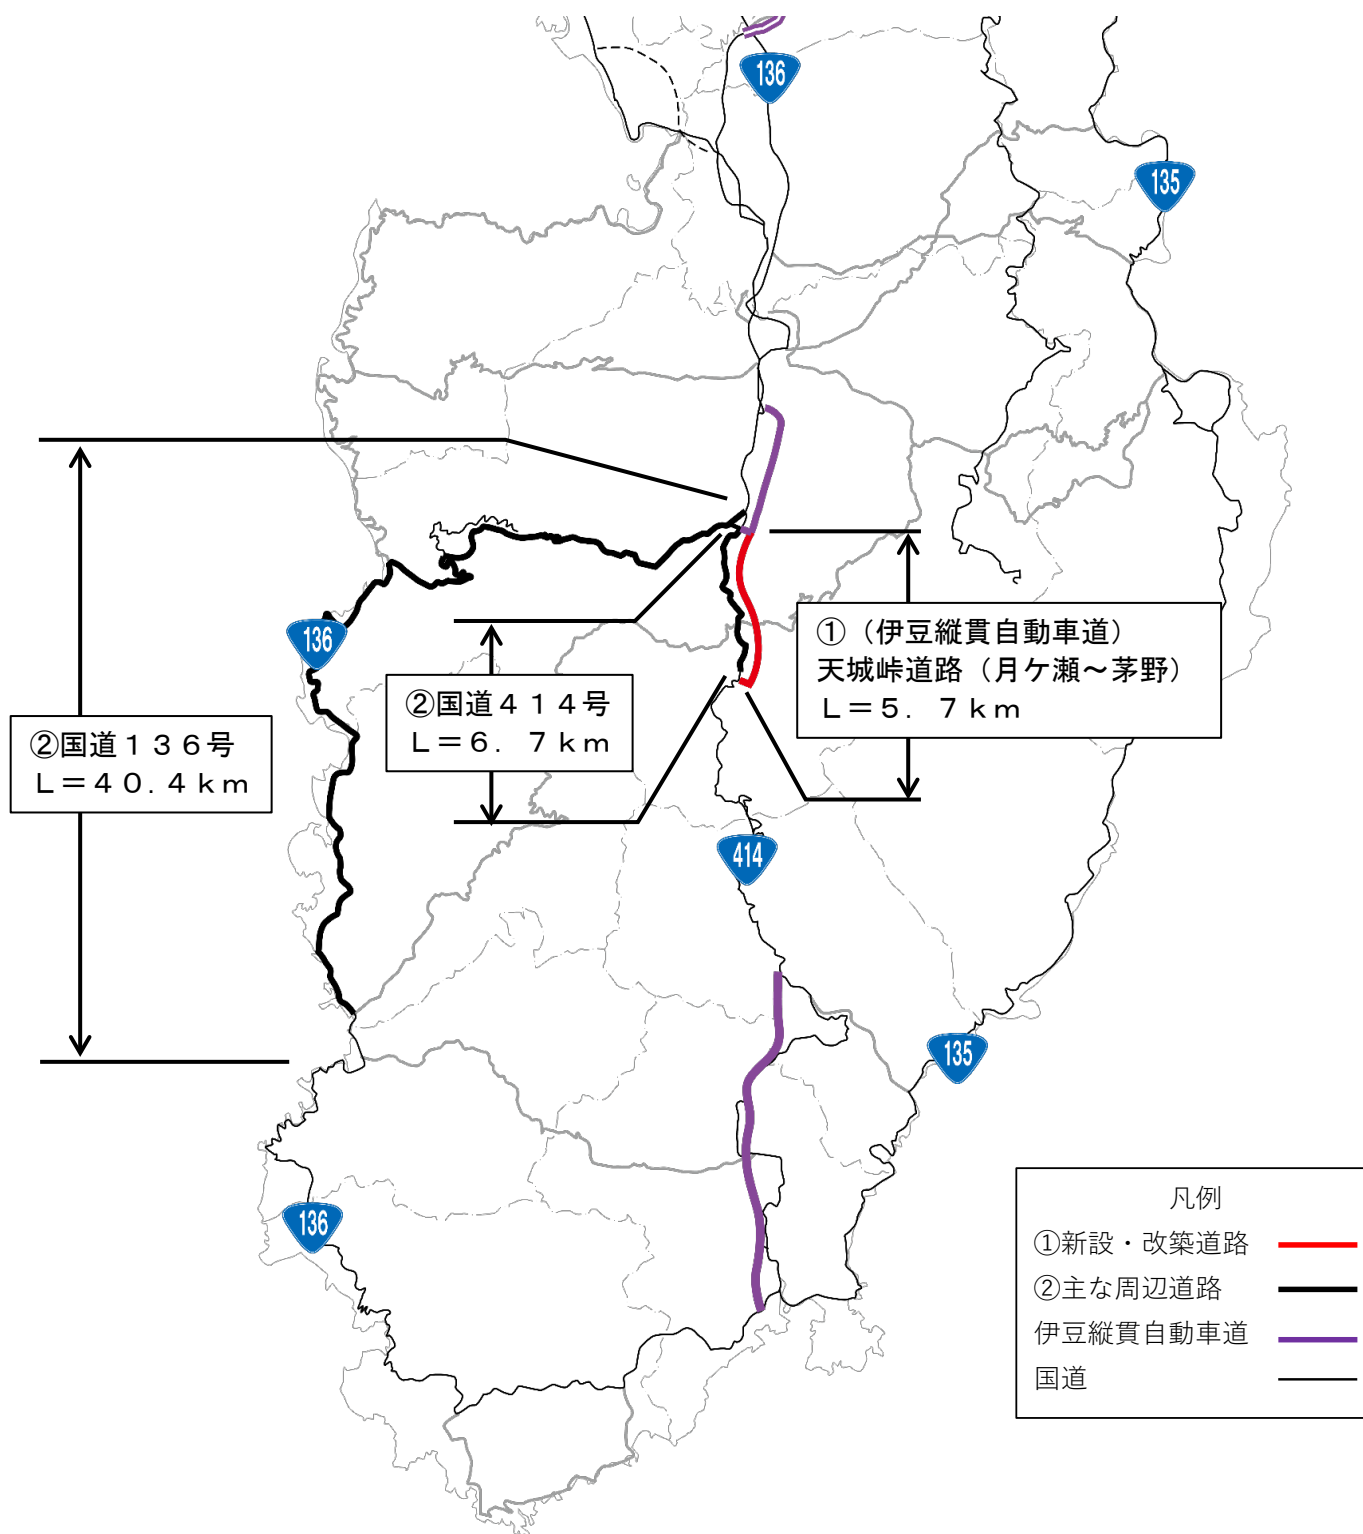 136
135
136
①（伊豆縦貫自動車道）
天城峠道路（月ケ瀬～茅野）
Ｌ＝５．７ｋｍ
②国道４１４号
Ｌ＝６．７ｋｍ
②国道１３６号
Ｌ＝４０.４ｋｍ
414
135
136
凡例
①新設・改築道路
②主な周辺道路
伊豆縦貫自動車道
国道